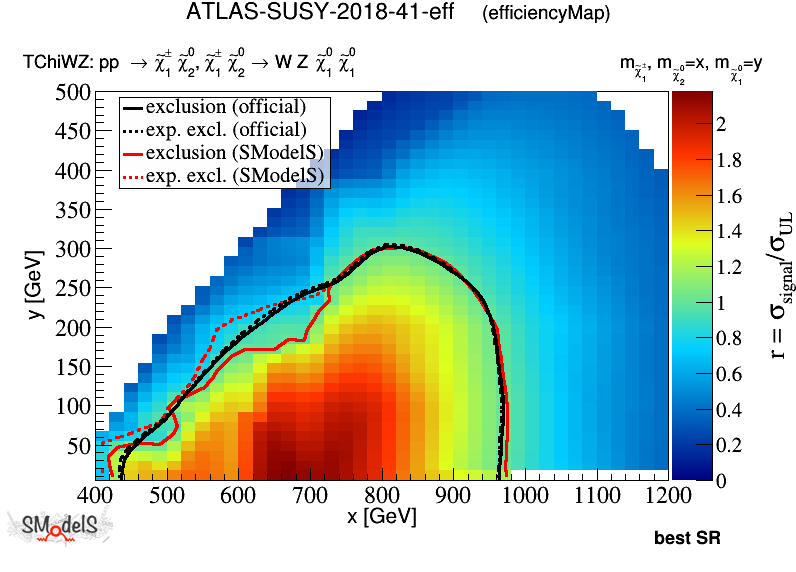 ATLAS-SUSY-2018-41-eff (efficiencyMap)
TChiWZ: pp → χ̃₁± χ̃₂⁰, χ̃₁± χ̃₂⁰ → W Z χ̃₁⁰ χ̃₁⁰
m_χ̃₁±, m_χ̃₂⁰=x, m_χ̃₁⁰=y
exclusion (official)
exp. excl. (official)
exclusion (SModelS)
exp. excl. (SModelS)
y [GeV]
500
450
400
350
300
250
200
150
100
50
400 500 600 700 800 900 1000 1100 1200
x [GeV]
2
1.8
1.6
1.4
1.2
1
0.8
0.6
0.4
0.2
0
r = σ_signal/σ_UL
SModelS
best SR